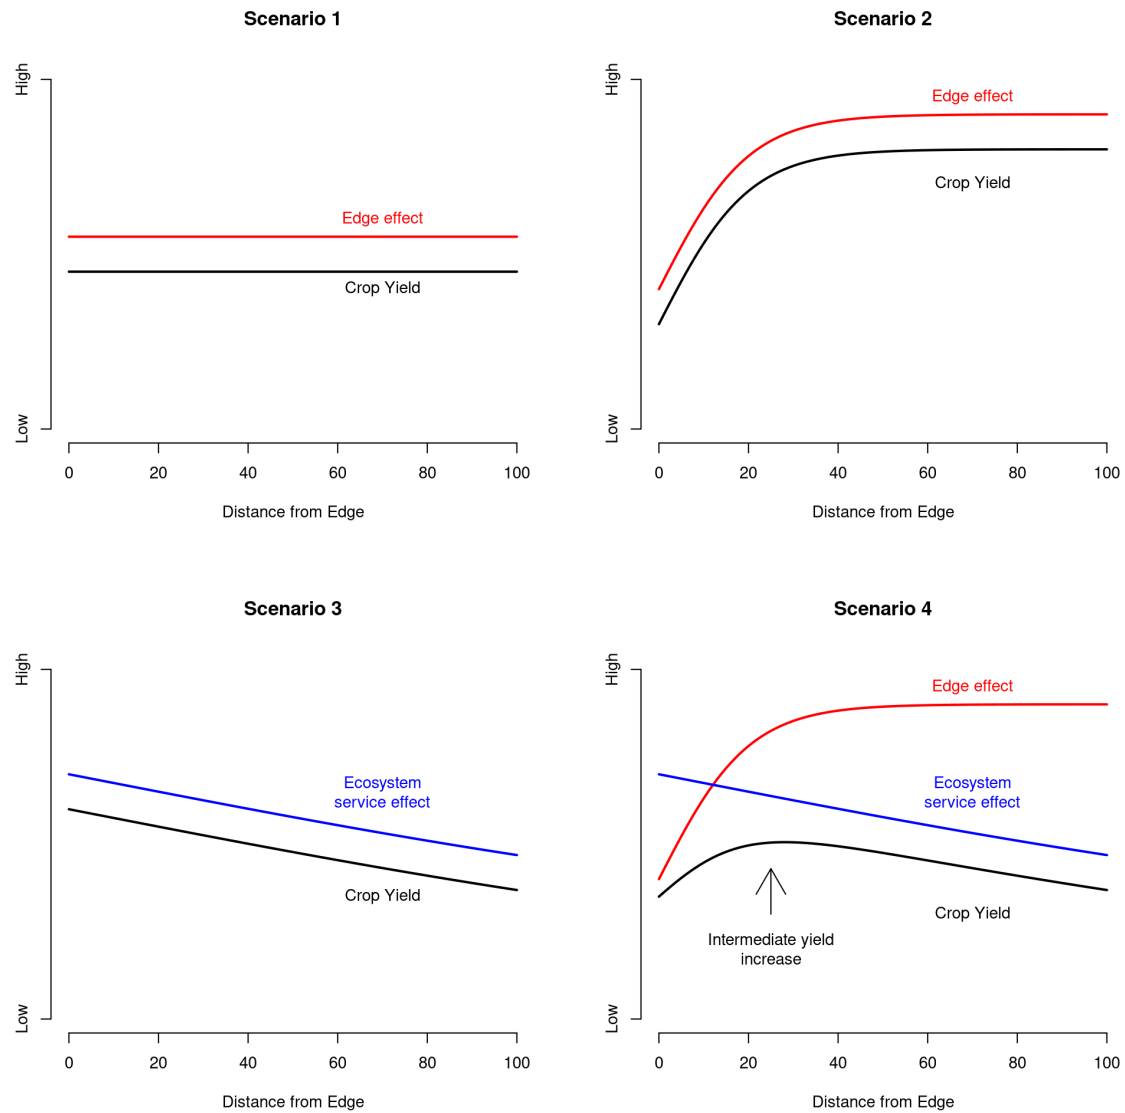 Scenario 1
High
Low
Edge effect
Crop Yield
0 20 40 60 80 100
Distance from Edge
Scenario 2
High
Low
Edge effect
Crop Yield
0 20 40 60 80 100
Distance from Edge
Scenario 3
High
Low
Ecosystem
service effect
Crop Yield
0 20 40 60 80 100
Distance from Edge
Scenario 4
High
Low
Edge effect
Ecosystem
service effect
Crop Yield
Intermediate yield
increase
0 20 40 60 80 100
Distance from Edge